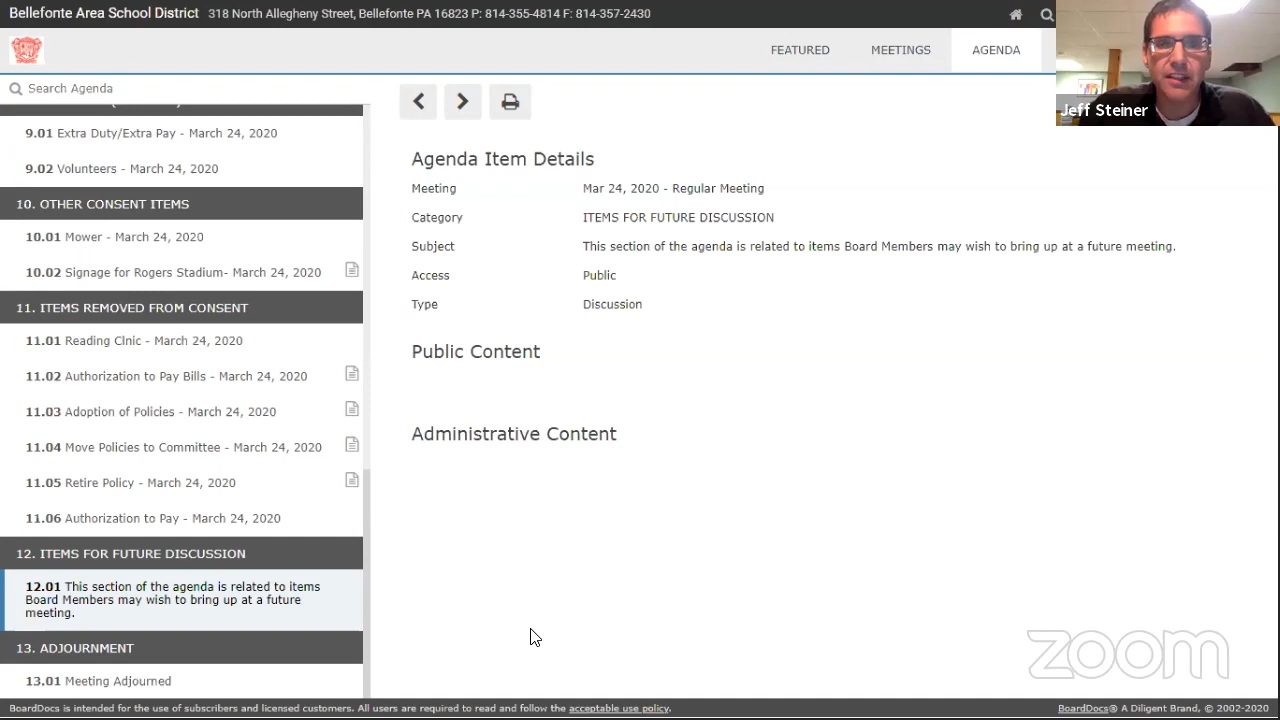 Bellefonte Area School District 318 North Allegheny Street, Bellefonte PA 16823 P: 814-355-4814 F: 814-357-2430
FEATURED MEETINGS AGENDA
Search Agenda
9.01 Extra Duty/Extra Pay - March 24, 2020
9.02 Volunteers - March 24, 2020
10. OTHER CONSENT ITEMS
10.01 Mower - March 24, 2020
10.02 Signage for Rogers Stadium- March 24, 2020
11. ITEMS REMOVED FROM CONSENT
11.01 Reading Clnic - March 24, 2020
11.02 Authorization to Pay Bills - March 24, 2020
11.03 Adoption of Policies - March 24, 2020
11.04 Move Policies to Committee - March 24, 2020
11.05 Retire Policy - March 24, 2020
11.06 Authorization to Pay - March 24, 2020
12. ITEMS FOR FUTURE DISCUSSION
12.01 This section of the agenda is related to items
Board Members may wish to bring up at a future
meeting.
13. ADJOURNMENT
13.01 Meeting Adjourned
Agenda Item Details
Meeting Mar 24, 2020 - Regular Meeting
Category ITEMS FOR FUTURE DISCUSSION
Subject This section of the agenda is related to items Board Members may wish to bring up at a future meeting.
Access Public
Type Discussion
Public Content
Administrative Content
Jeff Steiner
zoom
BoardDocs is intended for the use of subscribers and licensed customers. All users are required to read and follow the acceptable use policy. BoardDocs® A Diligent Brand, © 2002-2020